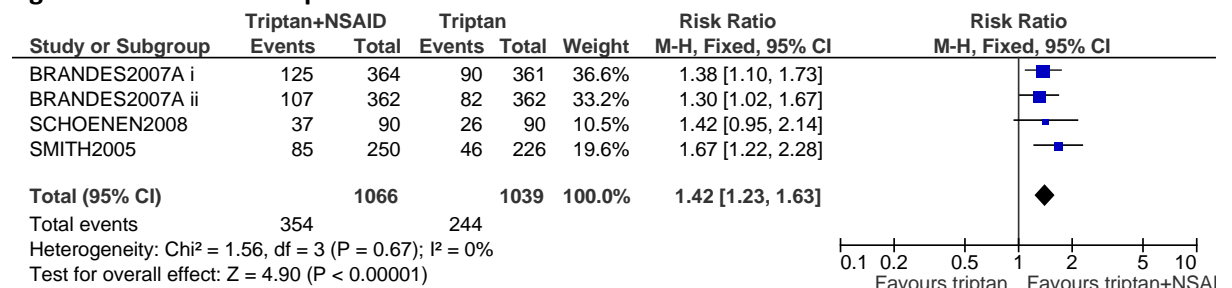 Triptan+NSAID Triptan Risk Ratio Risk Ratio
Study or Subgroup Events Total Events Total Weight M-H, Fixed, 95% CI M-H, Fixed, 95% CI
BRANDES2007A i 125 364 90 361 36.6% 1.38 [1.10, 1.73]
BRANDES2007A ii 107 362 82 362 33.2% 1.30 [1.02, 1.67]
SCHOENEN2008 37 90 26 90 10.5% 1.42 [0.95, 2.14]
SMITH2005 85 250 46 226 19.6% 1.67 [1.22, 2.28]
Total (95% CI) 1066 1039 100.0% 1.42 [1.23, 1.63]
Total events 354 244
Heterogeneity: Chi² = 1.56, df = 3 (P = 0.67); I² = 0%
Test for overall effect: Z = 4.90 (P < 0.00001)
0.1 0.2 0.5 1 2 5 10
Favours triptan Favours triptan+NSAI